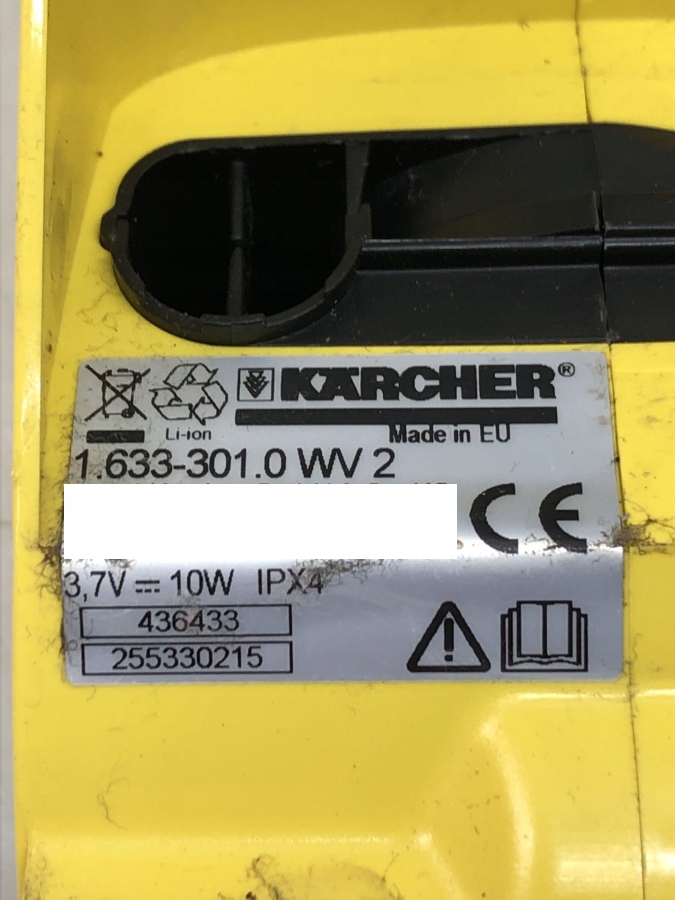 KÄRCHER®
Li-ion
Made in EU
1.633-301.0 WV 2
CE
3,7V ⎓ 10W IPX4
436433
255330215